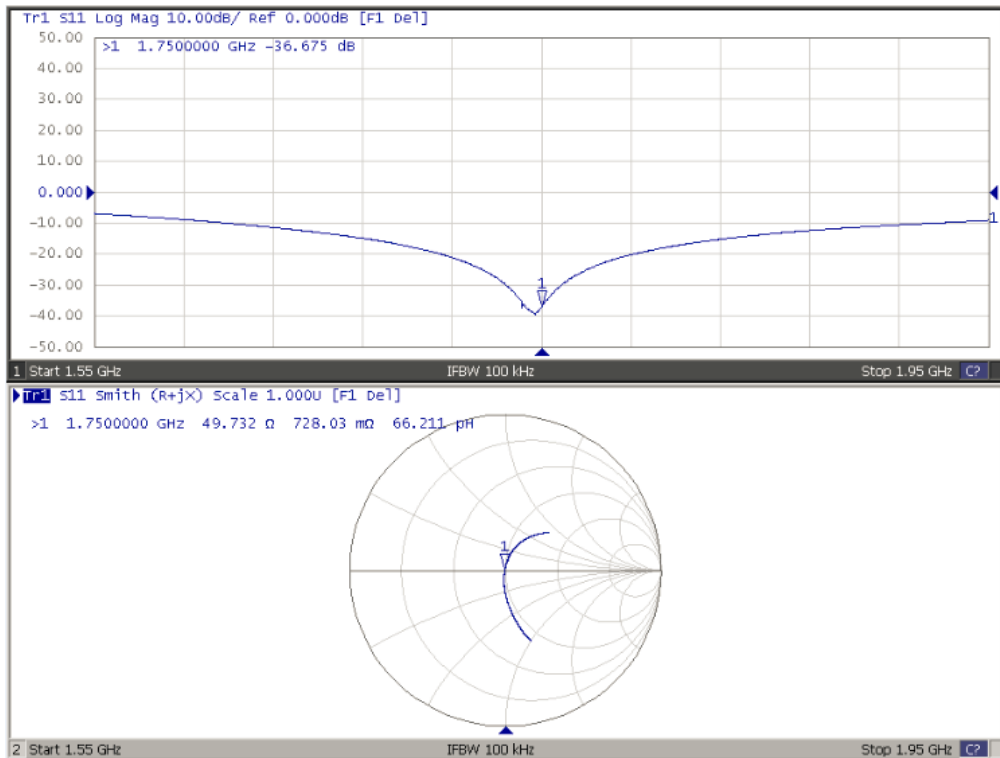 Tr1 S11 Log Mag 10.00dB/ Ref 0.000dB [F1 Del]
50.00
>1 1.7500000 GHz -36.675 dB
40.00
30.00
20.00
10.00
0.000
-10.00
1
-20.00
1
-30.00
-40.00
-50.00
1 Start 1.55 GHz IFBW 100 kHz Stop 1.95 GHz C?
Tr1 S11 Smith (R+jX) Scale 1.000U [F1 Del]
>1 1.7500000 GHz 49.732 Ω 728.03 mΩ 66.211 pH
1
2 Start 1.55 GHz IFBW 100 kHz Stop 1.95 GHz C?